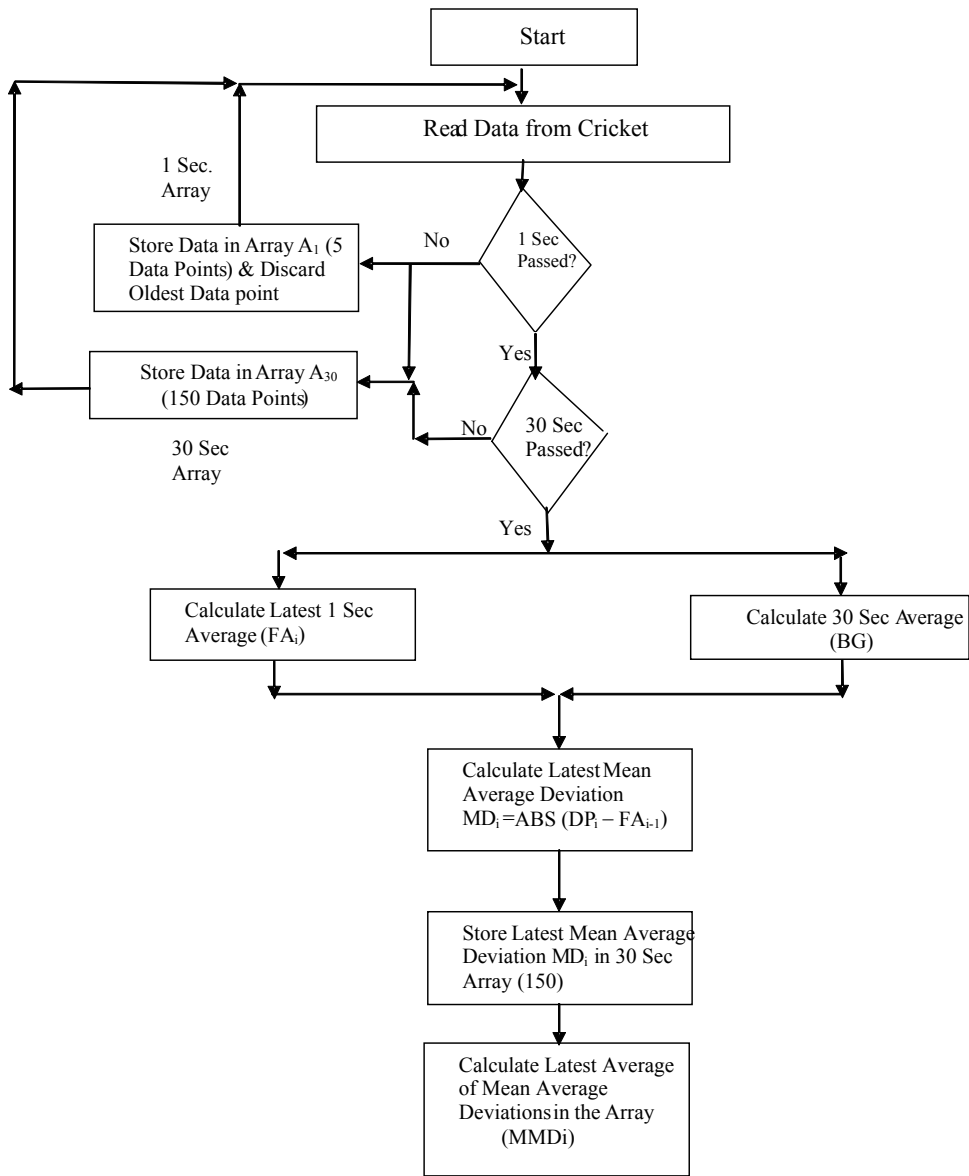 Start
Read Data from Cricket
1 Sec.
Array
Store Data in Array A₁ (5
Data Points) & Discard
Oldest Data point
No
1 Sec
Passed?
Yes
Store Data in Array A₃₀
(150 Data Points)
30 Sec
Array
No
30 Sec
Passed?
Yes
Calculate Latest 1 Sec
Average (FAᵢ)
Calculate 30 Sec Average
(BG)
Calculate Latest Mean
Average Deviation
MDᵢ =ABS (DPᵢ – FAᵢ₋₁)
Store Latest Mean Average
Deviation MDᵢ in 30 Sec
Array (150)
Calculate Latest Average
of Mean Average
Deviations in the Array
(MMDi)